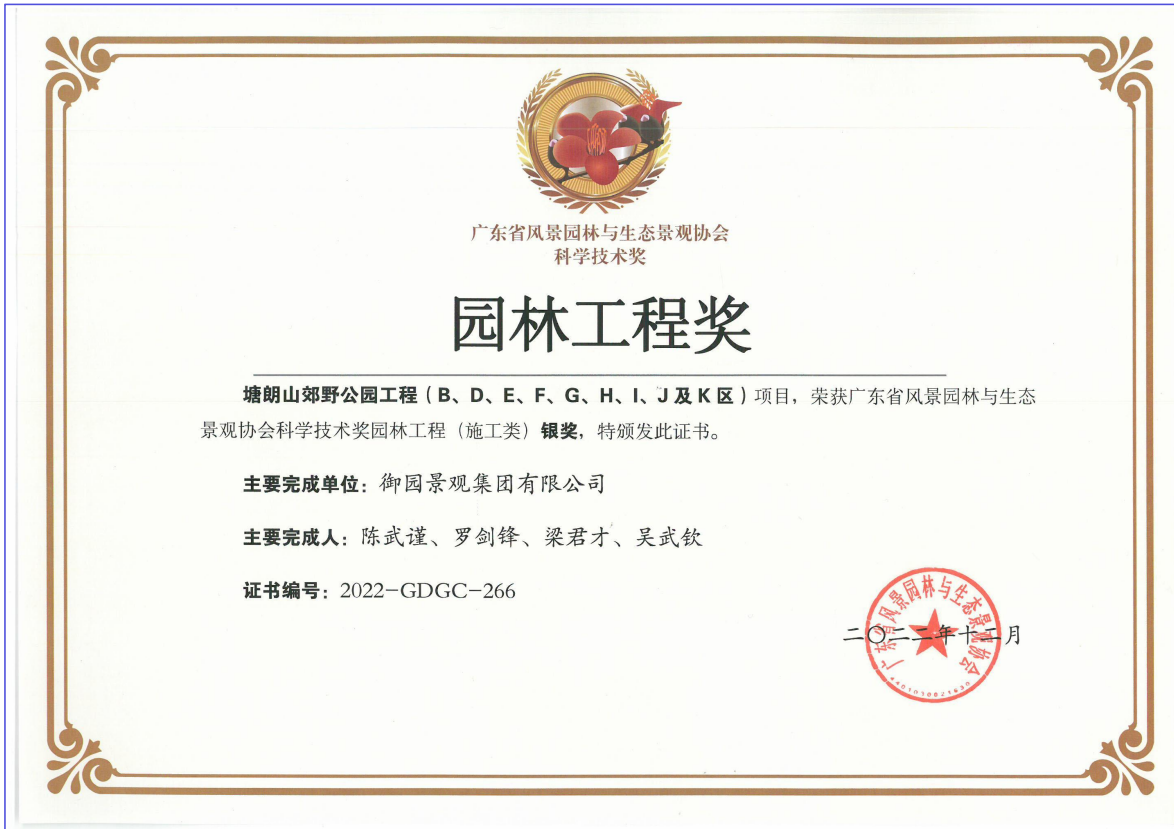 广东省风景园林与生态景观协会
科学技术奖
园林工程奖
塘朗山郊野公园工程（B、D、E、F、G、H、I、J及K区）项目，荣获广东省风景园林与生态
景观协会科学技术奖园林工程（施工类）银奖，特颁发此证书。
主要完成单位：御园景观集团有限公司
主要完成人：陈武谨、罗剑锋、梁君才、吴武钦
证书编号：2022-GDGC-266
广东省风景园林与生态景观协会
二〇二二年十二月